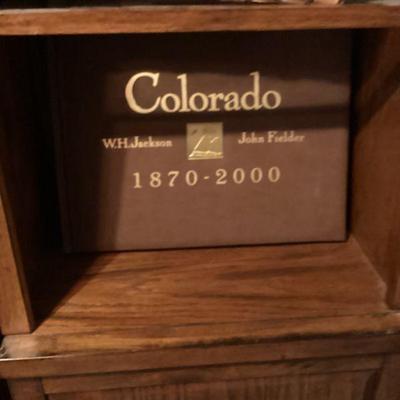 Colorado
W.H.Jackson John Fielder
1870-2000